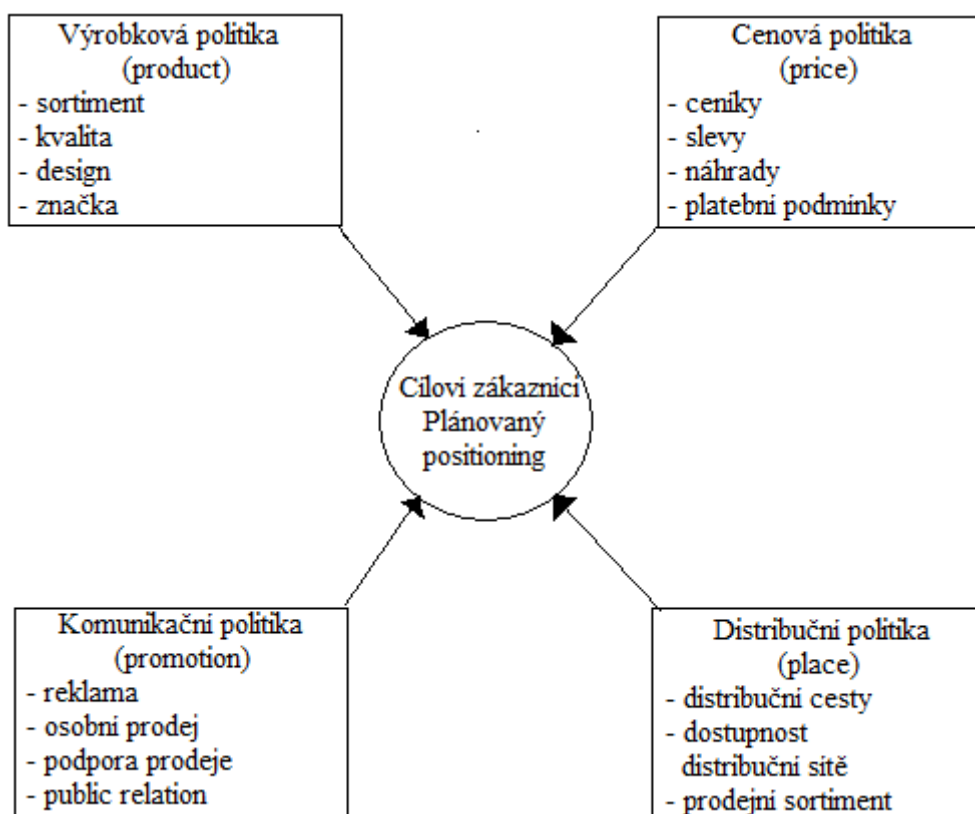 Výrobková politika
(product)
- sortiment
- kvalita
- design
- značka
Cenová politika
(price)
- ceníky
- slevy
- náhrady
- platební podmínky
Cíloví zákazníci
Plánovaný
positioning
Komunikační politika
(promotion)
- reklama
- osobní prodej
- podpora prodeje
- public relation
Distribuční politika
(place)
- distribuční cesty
- dostupnost
distribuční sítě
- prodejní sortiment